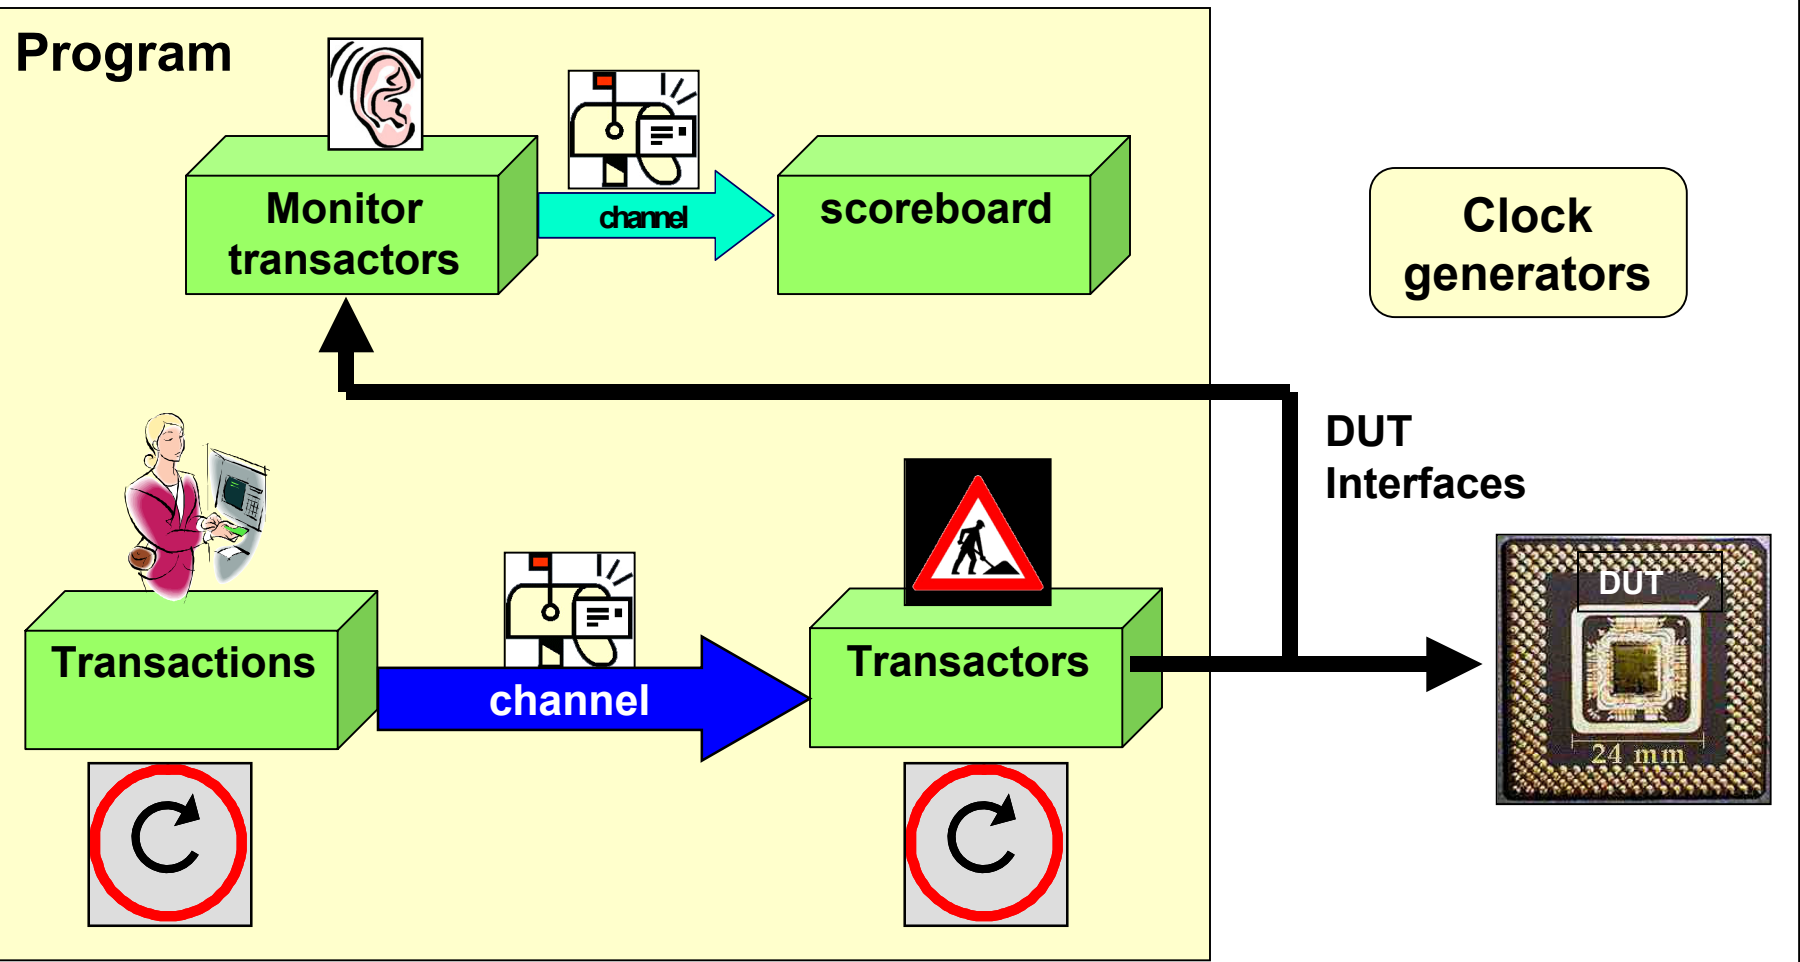 Program
Monitor
transactors
channel
scoreboard
Clock
generators
DUT
Interfaces
Transactions
channel
Transactors
DUT
24 mm